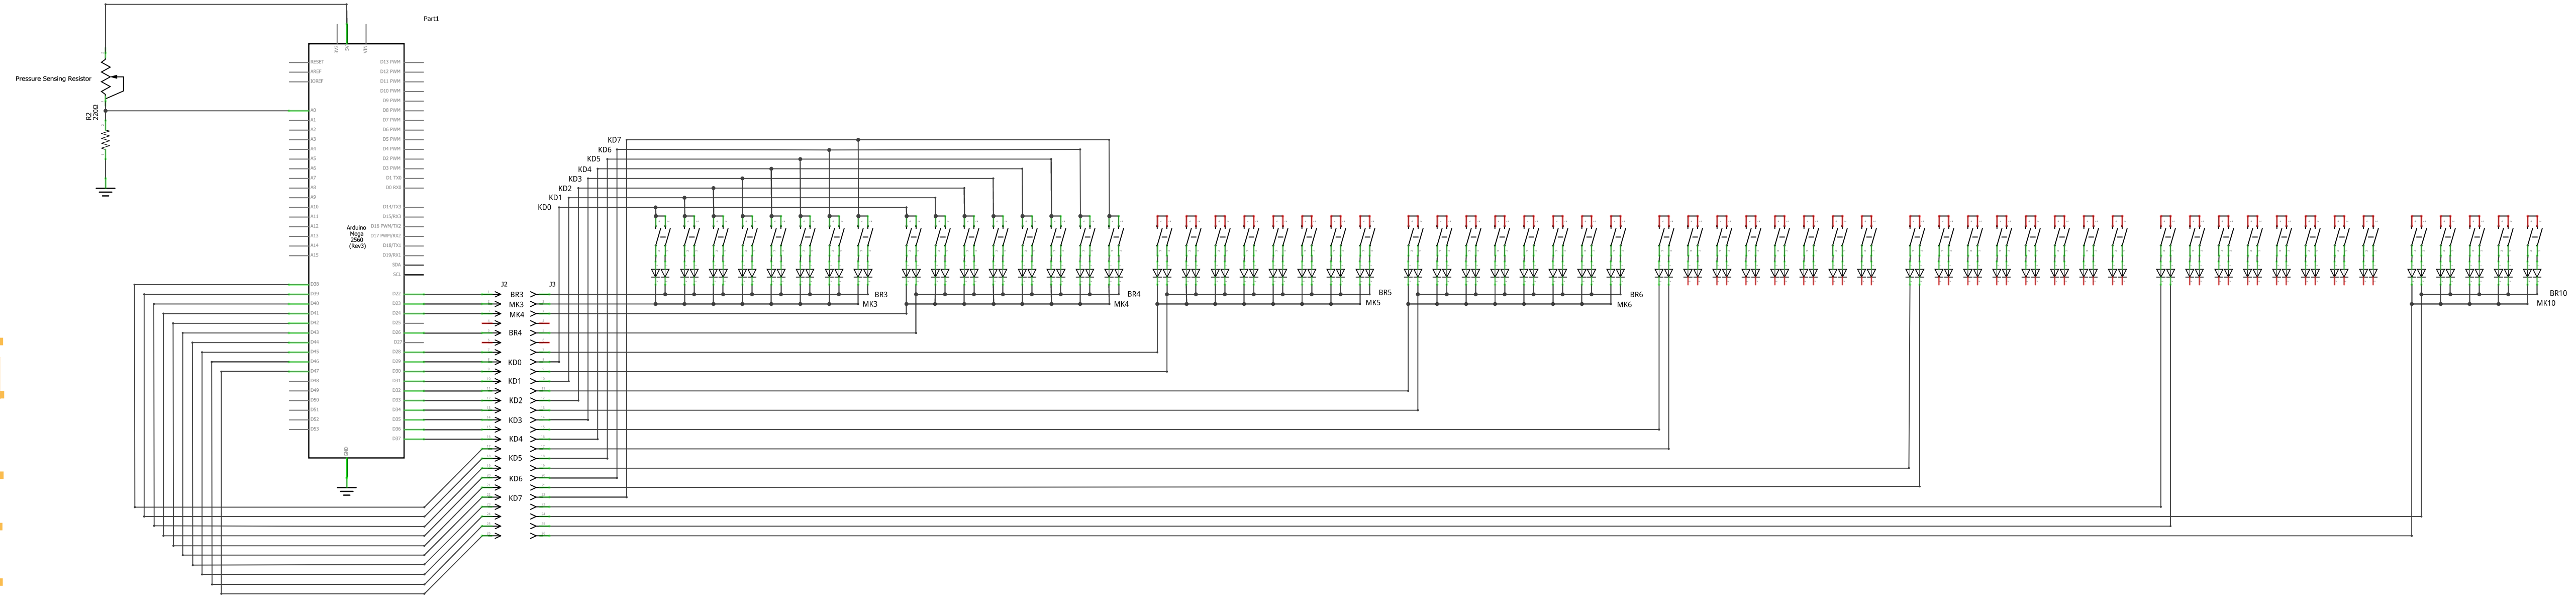 Part1
3V3
5V
VIN
Pressure Sensing Resistor
R2
220Ω
RESET
AREF
IOREF
A0
A1
A2
A3
A4
A5
A6
A7
A8
A9
A10
A11
A12
A13
A14
A15
D38
D39
D40
D41
D42
D43
D44
D45
D46
D47
D48
D49
D50
D51
D52
D53
Arduino
Mega
2560
(Rev3)
D13 PWM
D12 PWM
D11 PWM
D10 PWM
D9 PWM
D8 PWM
D7 PWM
D6 PWM
D5 PWM
D4 PWM
D3 PWM
D1 TX0
D0 RX0
D14/TX3
D15/RX3
D16 PWM/TX2
D17 PWM/RX2
D18/TX1
D19/RX1
SDA
SCL
D22
D23
D24
D25
D26
D27
D28
D29
D30
D31
D32
D33
D34
D35
D36
D37
GND
KD7
KD6
KD5
KD4
KD3
KD2
KD1
KD0
J2
J3
BR3
MK3
MK4
BR4
KD0
KD1
KD2
KD3
KD4
KD5
KD6
KD7
BR3
MK3
BR4
MK4
BR5
MK5
BR6
MK6
BR10
MK10